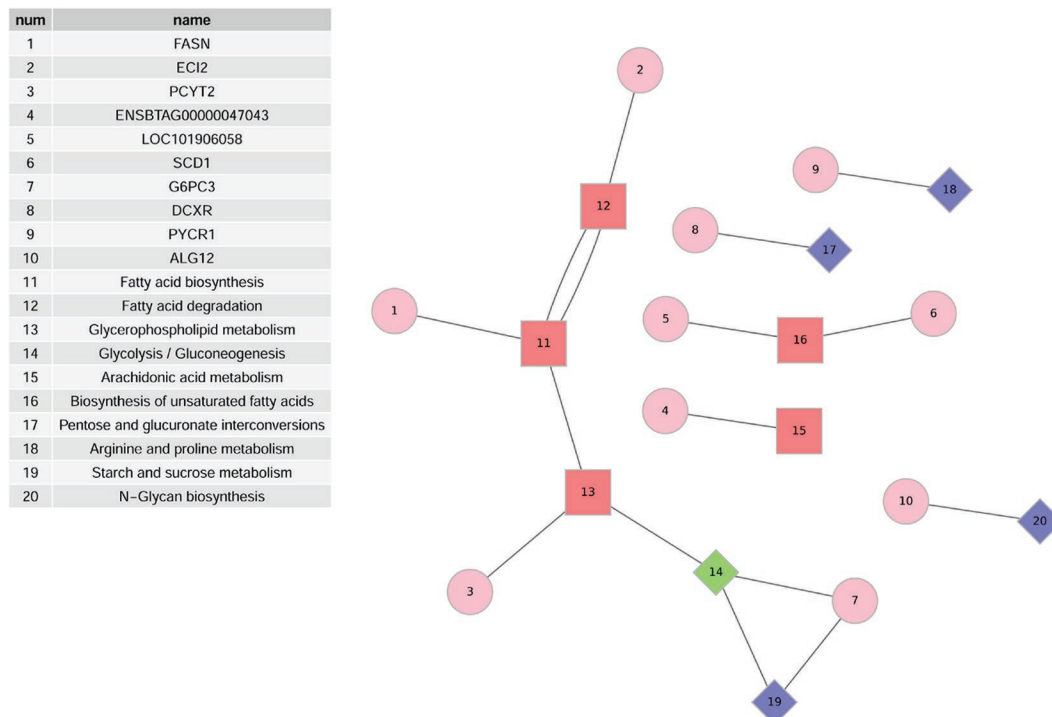 num name
1 FASN
2 ECI2
3 PCYT2
4 ENSBTAG00000047043
5 LOC101906058
6 SCD1
7 G6PC3
8 DCXR
9 PYCR1
10 ALG12
11 Fatty acid biosynthesis
12 Fatty acid degradation
13 Glycerophospholipid metabolism
14 Glycolysis / Gluconeogenesis
15 Arachidonic acid metabolism
16 Biosynthesis of unsaturated fatty acids
17 Pentose and glucuronate interconversions
18 Arginine and proline metabolism
19 Starch and sucrose metabolism
20 N−Glycan biosynthesis
2
9
18
12
8
17
1
5
6
11
16
4
15
13
10
20
14
3
7
19